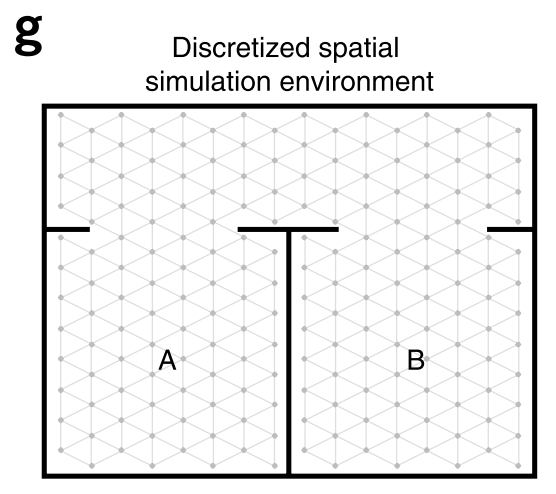 g
Discretized spatial
simulation environment
A
B